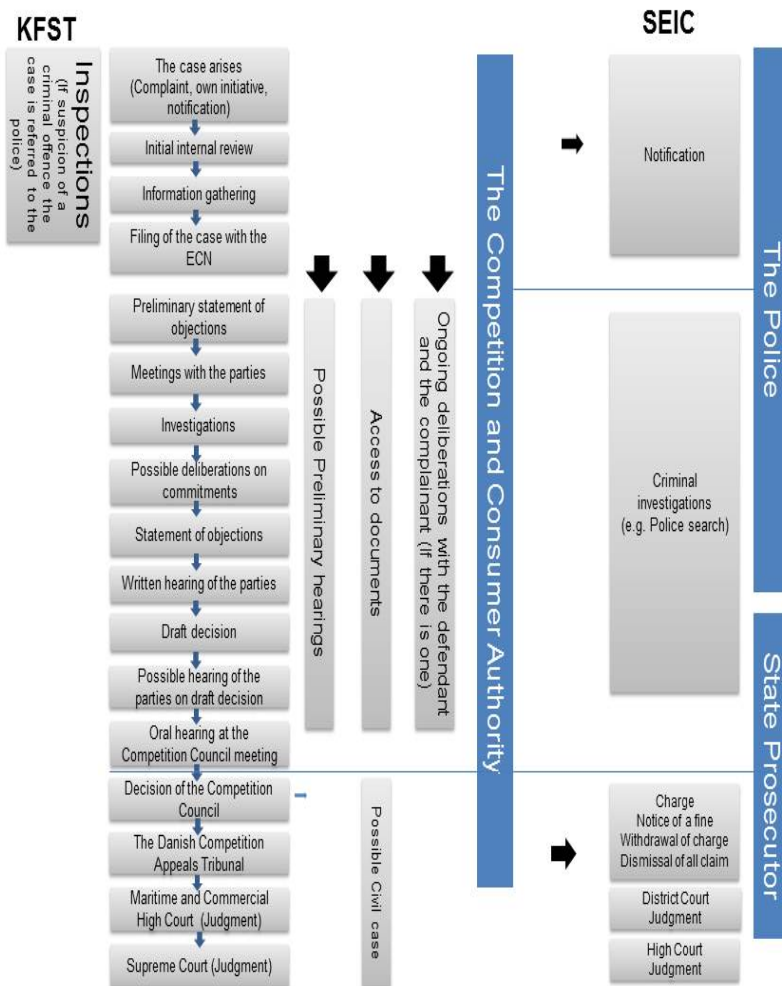 KFST
SEIC
Inspections
(If suspicion of a
criminal offence the
case is referred to the
police)
The case arises
(Complaint, own initiative,
notification)
Initial internal review
Information gathering
Filing of the case with the
ECN
Preliminary statement of
objections
Meetings with the parties
Investigations
Possible deliberations on
commitments
Statement of objections
Written hearing of the parties
Draft decision
Possible hearing of the
parties on draft decision
Oral hearing at the
Competition Council meeting
Decision of the Competition
Council
The Danish Competition
Appeals Tribunal
Maritime and Commercial
High Court (Judgment)
Supreme Court (Judgment)
Possible Preliminary hearings
Access to documents
Ongoing deliberations with the defendant
and the complainant (If there is one)
Possible Civil case
The Competition and Consumer Authority
Notification
Criminal
investigations
(e.g. Police search)
Charge
Notice of a fine
Withdrawal of charge
Dismissal of all claim
District Court
Judgment
High Court
Judgment
The Police
State Prosecutor